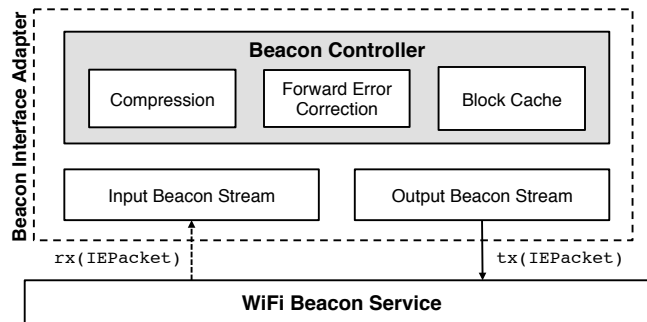 Beacon Interface Adapter
Beacon Controller
Compression
Forward Error
Correction
Block Cache
Input Beacon Stream
Output Beacon Stream
rx(IEPacket)
tx(IEPacket)
WiFi Beacon Service